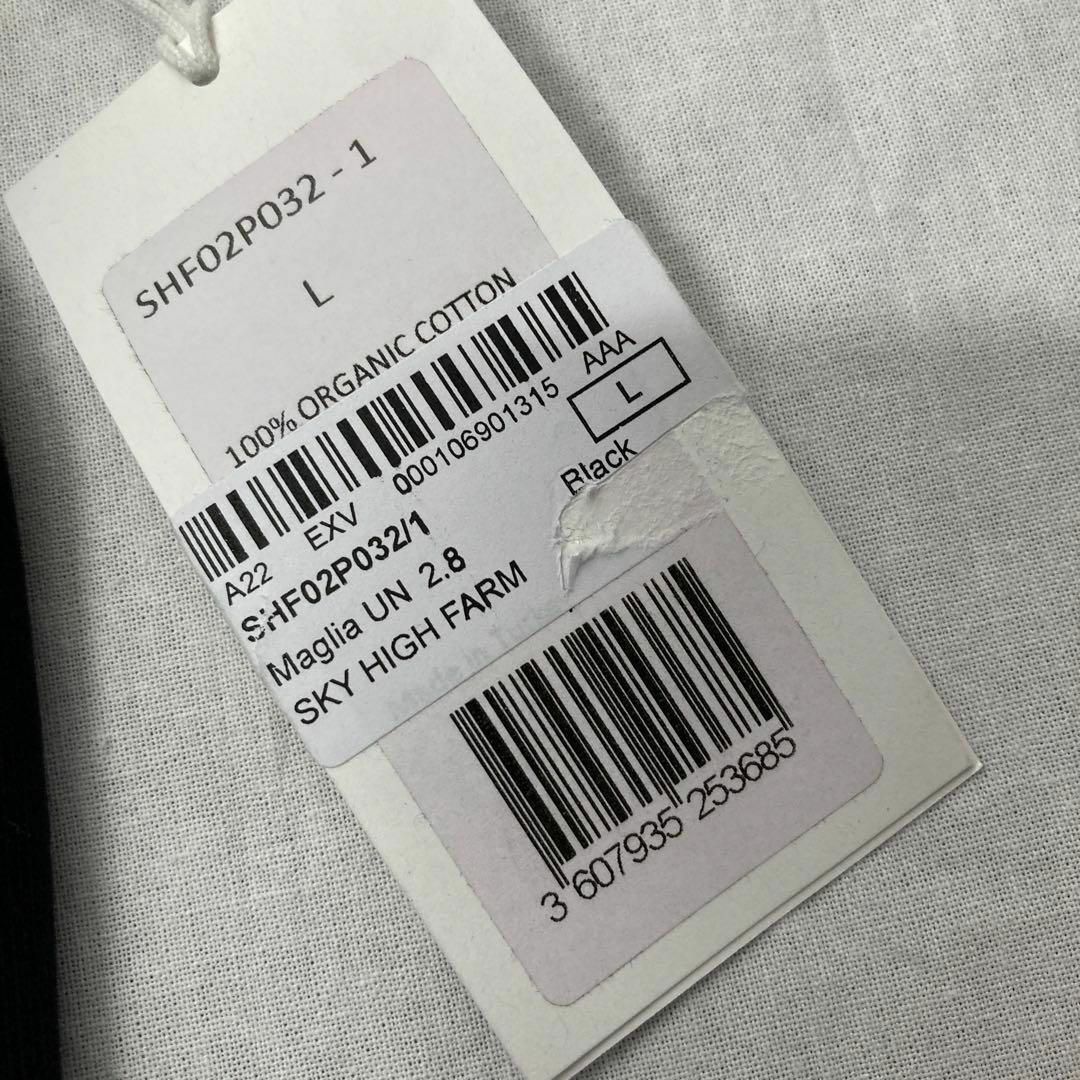 SHF02P032 - 1
L
100% ORGANIC COTTON
000106901315
AAA
L
A22
EXV
Black
SHF02P032/1
Maglia UN 2.8
SKY HIGH FARM
3 607935 253685